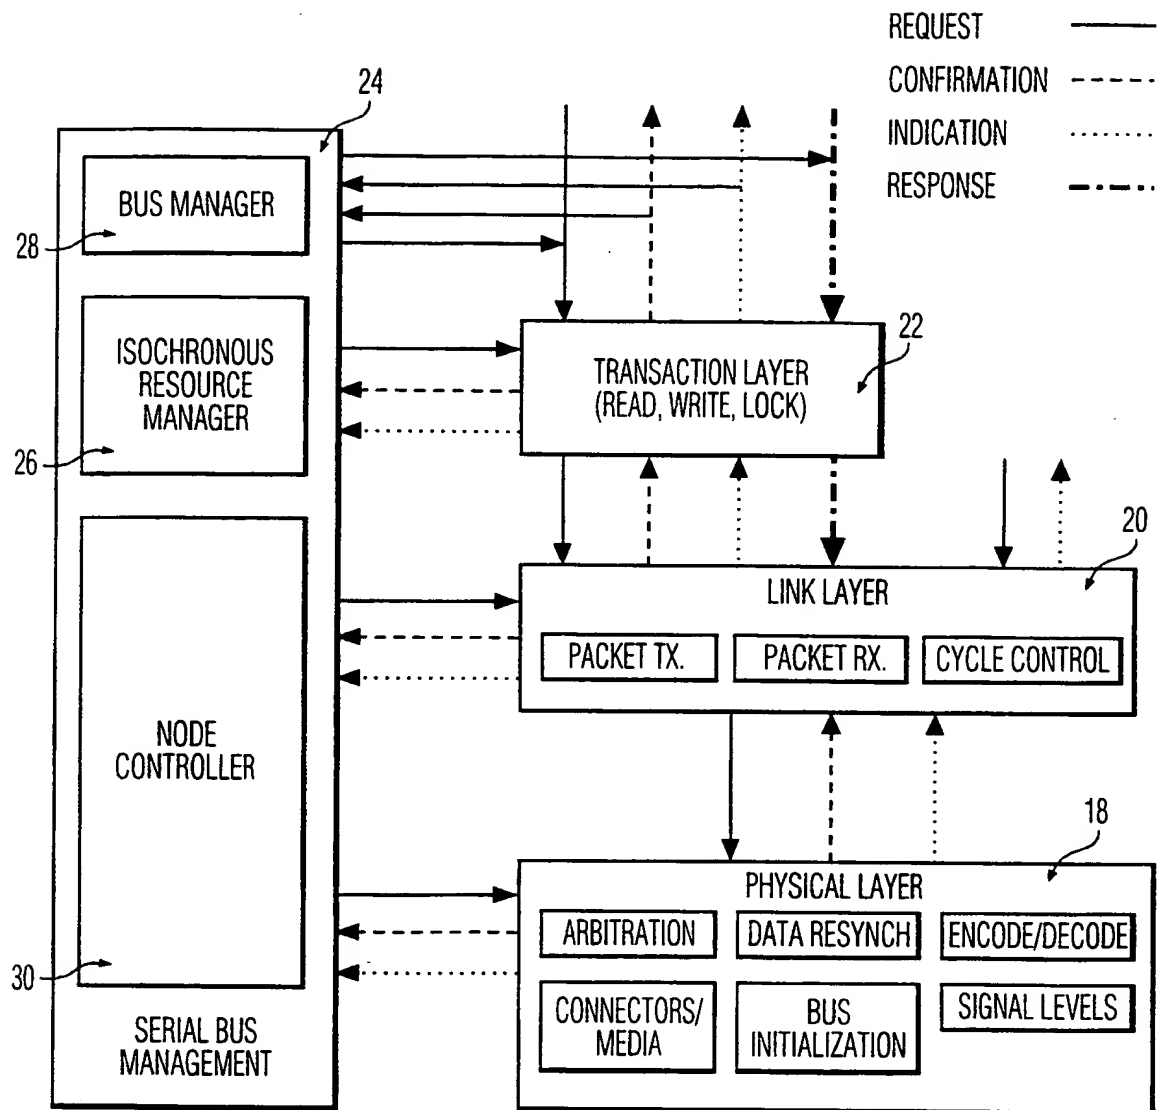 REQUEST
CONFIRMATION
INDICATION
RESPONSE
24
BUS MANAGER
28
ISOCHRONOUS
RESOURCE
MANAGER
26
22
TRANSACTION LAYER
(READ, WRITE, LOCK)
20
LINK LAYER
PACKET TX.
PACKET RX.
CYCLE CONTROL
NODE
CONTROLLER
30
SERIAL BUS
MANAGEMENT
18
PHYSICAL LAYER
ARBITRATION
DATA RESYNCH
ENCODE/DECODE
CONNECTORS/
MEDIA
BUS
INITIALIZATION
SIGNAL LEVELS